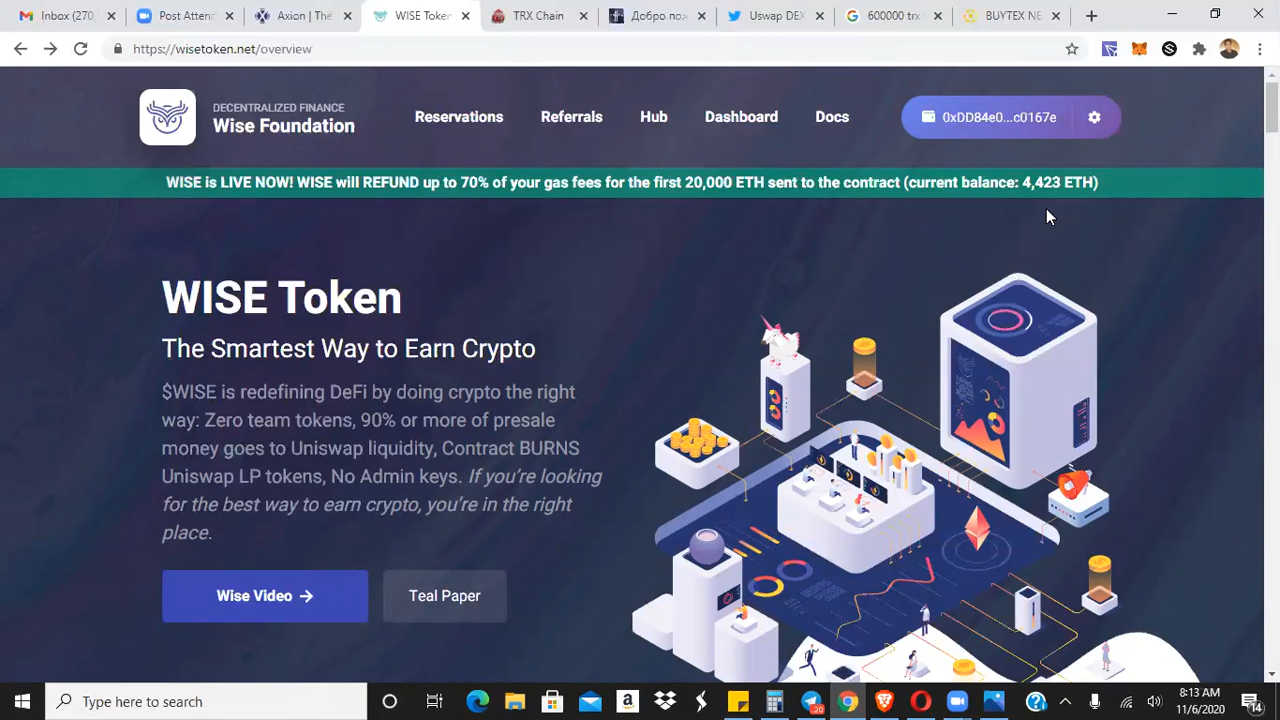 Inbox (270,
Post Attend
Axion | The
WISE Token
TRX Chain
Добро пож
Uswap DEX
600000 trx
BUYTEX NE
https://wisetoken.net/overview
DECENTRALIZED FINANCE
Wise Foundation
Reservations
Referrals
Hub
Dashboard
Docs
0xDD84e0...c0167e
WISE is LIVE NOW! WISE will REFUND up to 70% of your gas fees for the first 20,000 ETH sent to the contract (current balance: 4,423 ETH)
WISE Token
The Smartest Way to Earn Crypto
$WISE is redefining DeFi by doing crypto the right
way: Zero team tokens, 90% or more of presale
money goes to Uniswap liquidity, Contract BURNS
Uniswap LP tokens, No Admin keys. If you're looking
for the best way to earn crypto, you're in the right
place.
Wise Video →
Teal Paper
Type here to search
20
8:13 AM
11/6/2020
14